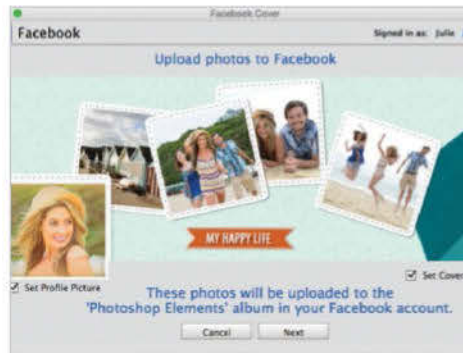 Facebook Cover
Facebook
Signed in as: Julie
Upload photos to Facebook
MY HAPPY LIFE
Set Cover
Set Profile Picture
These photos will be uploaded to the
'Photoshop Elements' album in your Facebook account.
Cancel
Next